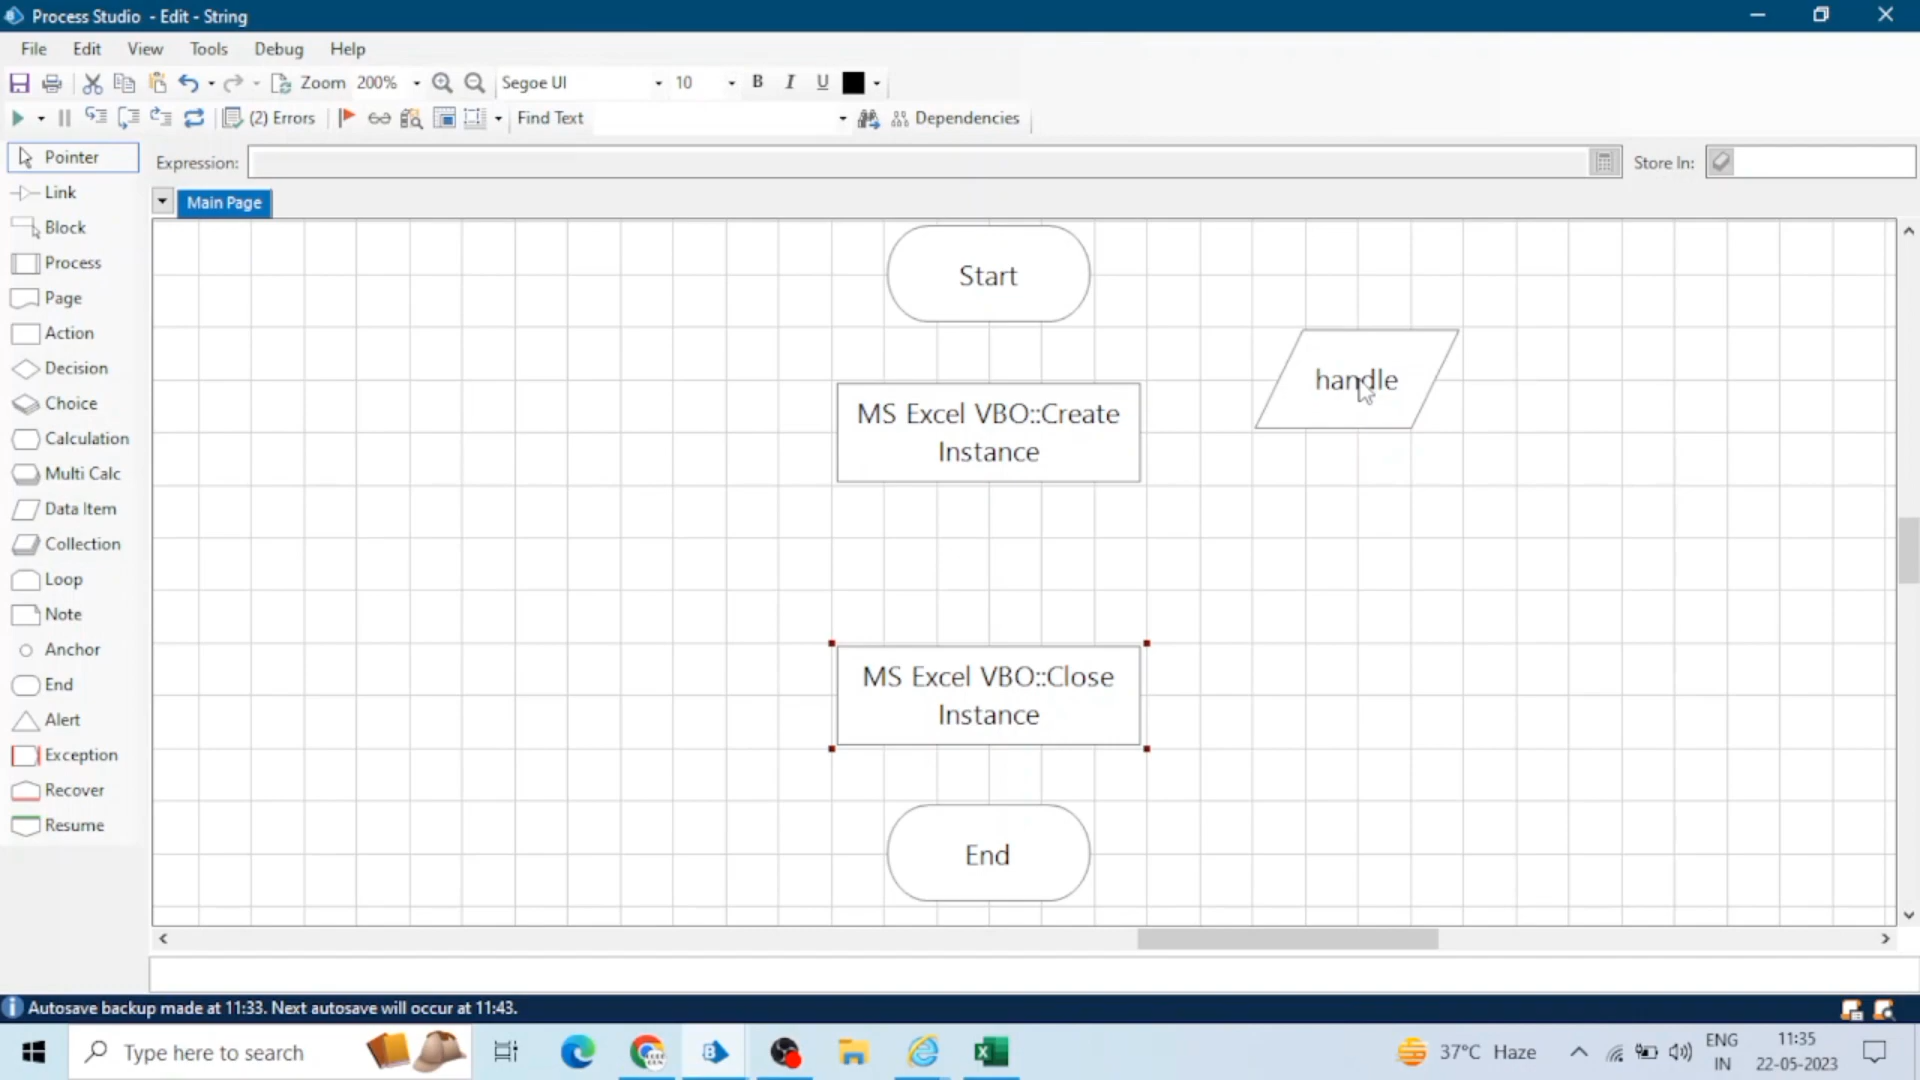 Process Studio - Edit - String
File Edit View Tools Debug Help
Zoom 200% Segoe UI 10 B I U
(2) Errors Find Text Dependencies
Pointer
Expression: Store In:
Link
Main Page
Block
Process
Page
Action
Decision
Choice
Calculation
Multi Calc
Data Item
Collection
Loop
Note
Anchor
End
Alert
Exception
Recover
Resume
Start
handle
MS Excel VBO::Create
Instance
MS Excel VBO::Close
Instance
End
Autosave backup made at 11:33. Next autosave will occur at 11:43.
Type here to search
37°C Haze
ENG
IN
11:35
22-05-2023